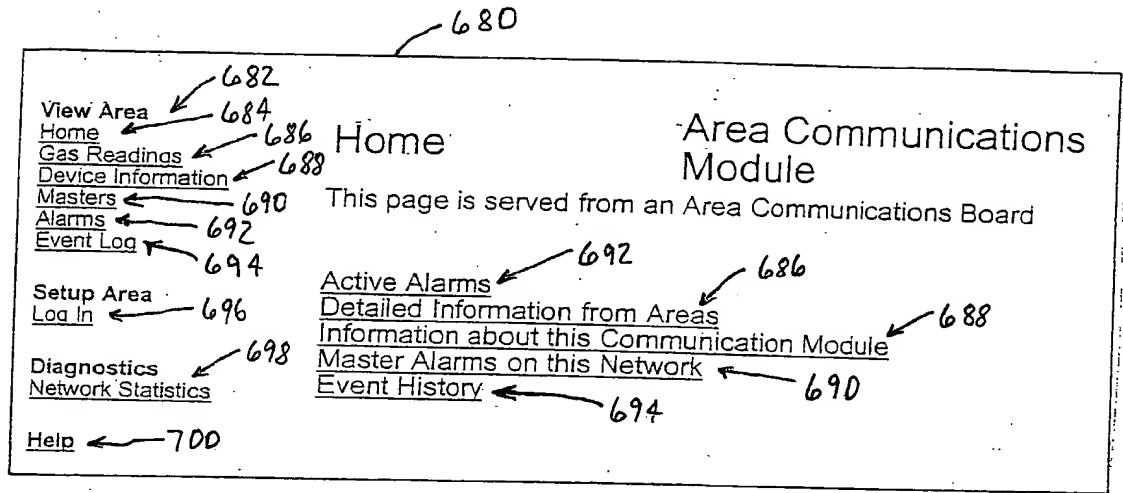 680
682
View Area
Home 684
Gas Readings 686
Device Information 688
Masters 690
Alarms 692
Event Log 694
Setup Area
Log In 696
Diagnostics
Network Statistics 698
Help 700
Home
Area Communications
Module
This page is served from an Area Communications Board
Active Alarms 692
Detailed Information from Areas 686
Information about this Communication Module 688
Master Alarms on this Network 690
Event History 694